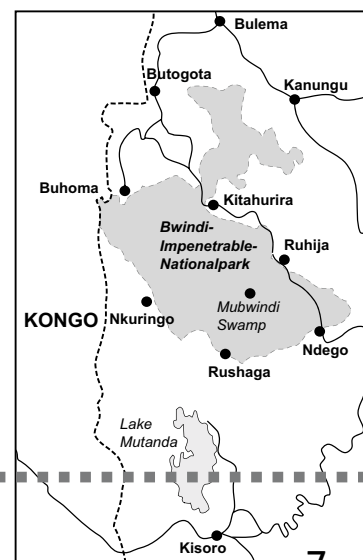 Bulema
Butogota
Kanungu
Buhoma
Kitahurira
Bwindi-
Impenetrable-
Nationalpark
Ruhija
Mubwindi
Swamp
KONGO
Nkuringo
Ndego
Rushaga
Lake
Mutanda
Kisoro
7